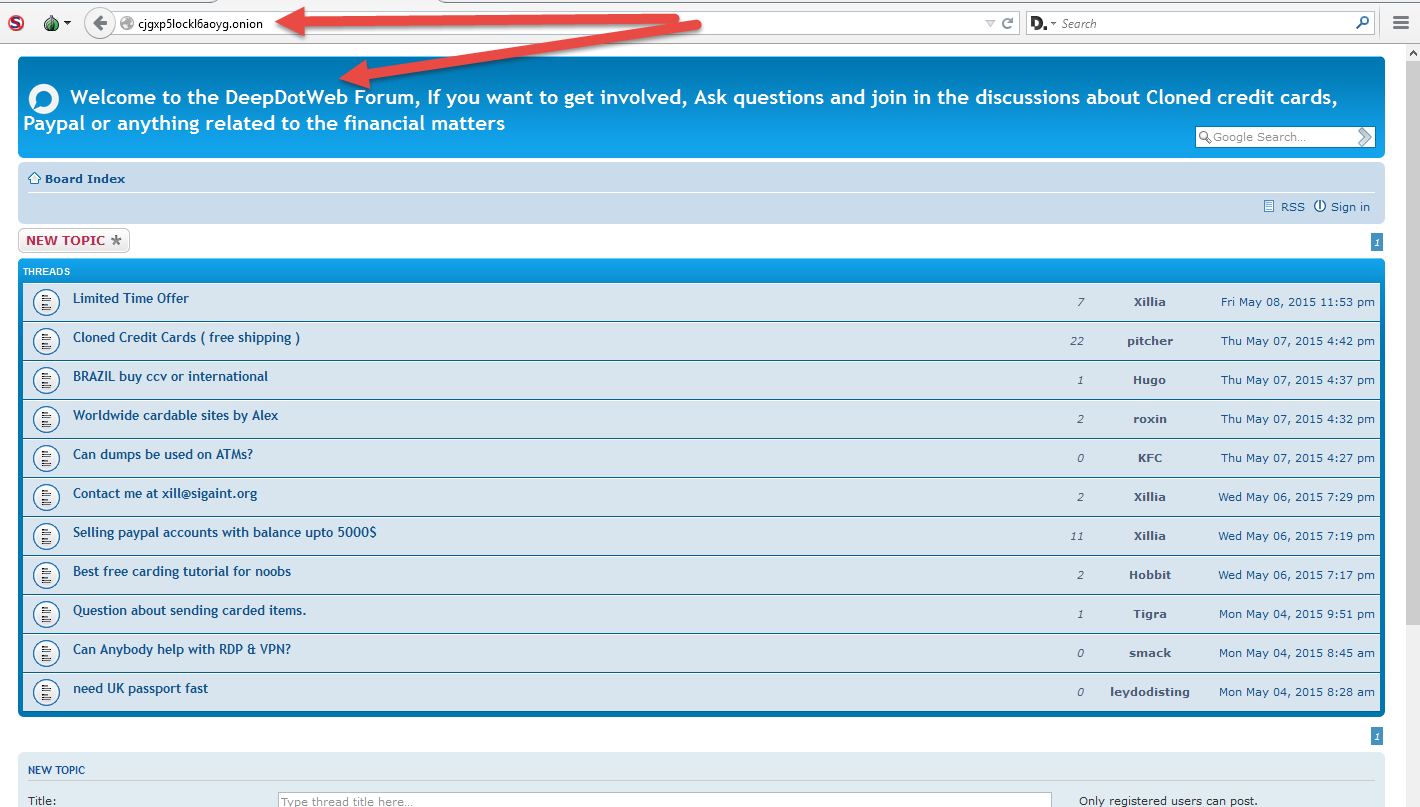 cjgxp5lockl6aoyg.onion
Search
Welcome to the DeepDotWeb Forum, If you want to get involved, Ask questions and join in the discussions about Cloned credit cards,
Paypal or anything related to the financial matters
Google Search...
Board Index
RSS Sign in
NEW TOPIC *
1
THREADS
Limited Time Offer 7 Xillia Fri May 08, 2015 11:53 pm
Cloned Credit Cards ( free shipping ) 22 pitcher Thu May 07, 2015 4:42 pm
BRAZIL buy ccv or international 1 Hugo Thu May 07, 2015 4:37 pm
Worldwide cardable sites by Alex 2 roxin Thu May 07, 2015 4:32 pm
Can dumps be used on ATMs? 0 KFC Thu May 07, 2015 4:27 pm
Contact me at xill@sigaint.org 2 Xillia Wed May 06, 2015 7:29 pm
Selling paypal accounts with balance upto 5000$ 11 Xillia Wed May 06, 2015 7:19 pm
Best free carding tutorial for noobs 2 Hobbit Wed May 06, 2015 7:17 pm
Question about sending carded items. 1 Tigra Mon May 04, 2015 9:51 pm
Can Anybody help with RDP & VPN? 0 smack Mon May 04, 2015 8:45 am
need UK passport fast 0 leydodisting Mon May 04, 2015 8:28 am
1
NEW TOPIC
Title: Type thread title here... Only registered users can post.